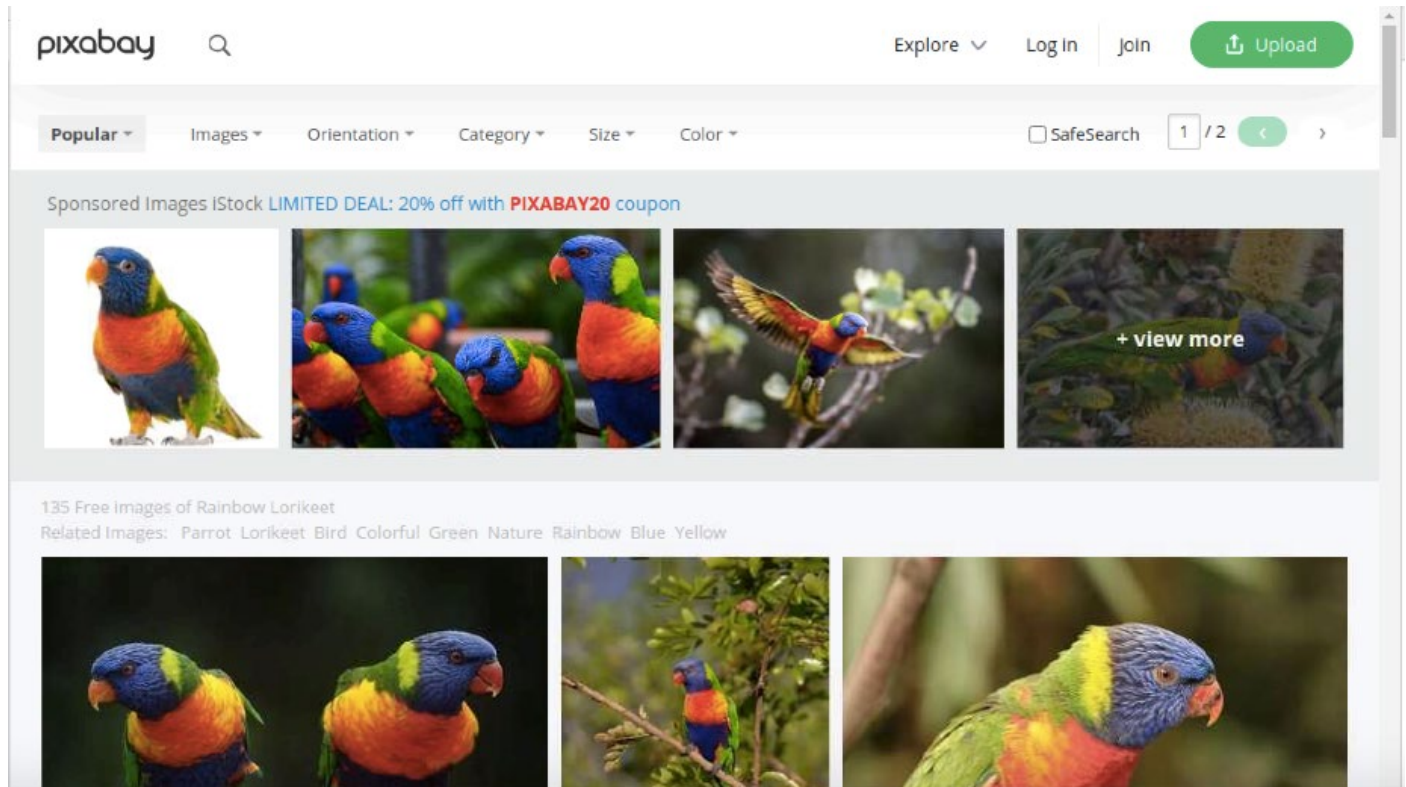 pixabay Explore Log in Join Upload
Popular Images Orientation Category Size Color SafeSearch 1 / 2
Sponsored Images iStock LIMITED DEAL: 20% off with PIXABAY20 coupon
+ view more
135 Free images of Rainbow Lorikeet
Related Images: Parrot Lorikeet Bird Colorful Green Nature Rainbow Blue Yellow